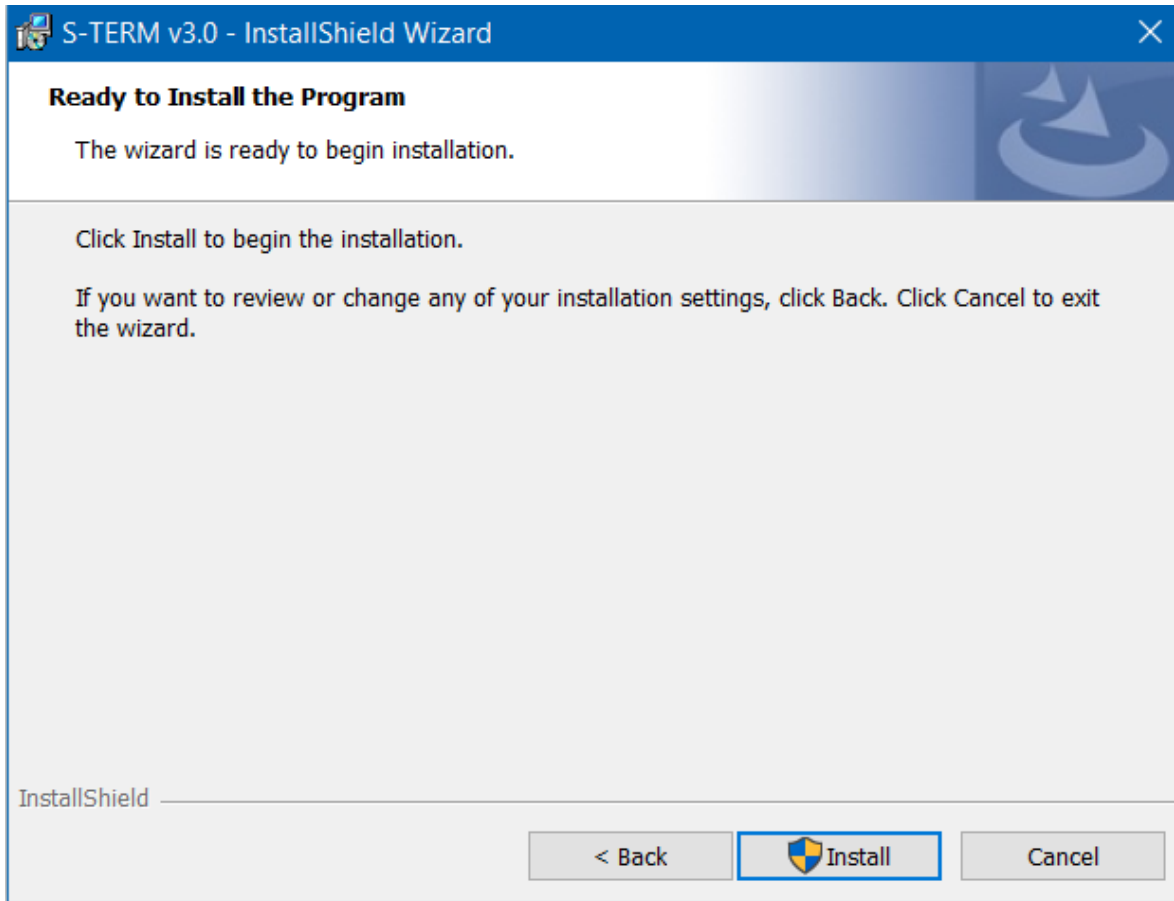 S-TERM v3.0 - InstallShield Wizard
Ready to Install the Program
The wizard is ready to begin installation.
Click Install to begin the installation.
If you want to review or change any of your installation settings, click Back. Click Cancel to exit
the wizard.
InstallShield
< Back
Install
Cancel